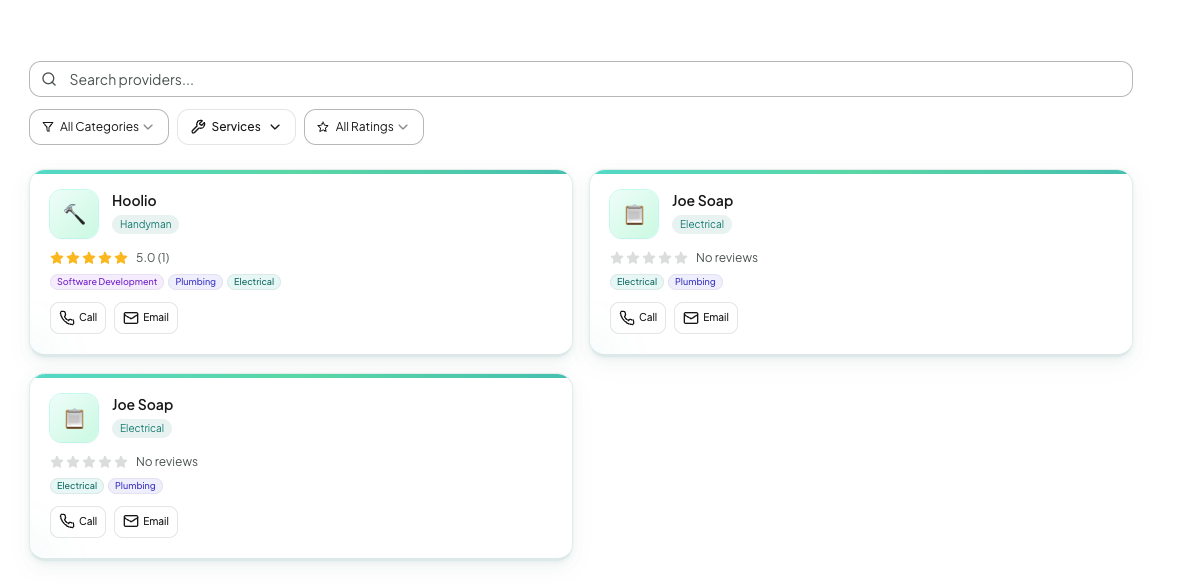 Search providers...
All Categories
Services
All Ratings
Hoolio
Handyman
5.0 (1)
Software Development
Plumbing
Electrical
Call
Email
Joe Soap
Electrical
No reviews
Electrical
Plumbing
Call
Email
Joe Soap
Electrical
No reviews
Electrical
Plumbing
Call
Email